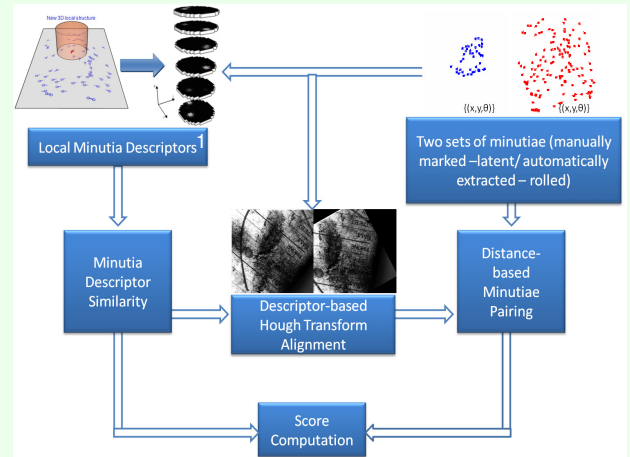 New 3D local structure
{(x,y,θ)}
{(x,y,θ)}
Local Minutia Descriptors1
Two sets of minutiae (manually
marked –latent/ automatically
extracted – rolled)
Minutia
Descriptor
Similarity
Descriptor-based
Hough Transform
Alignment
Distance-
based
Minutiae
Pairing
Score
Computation